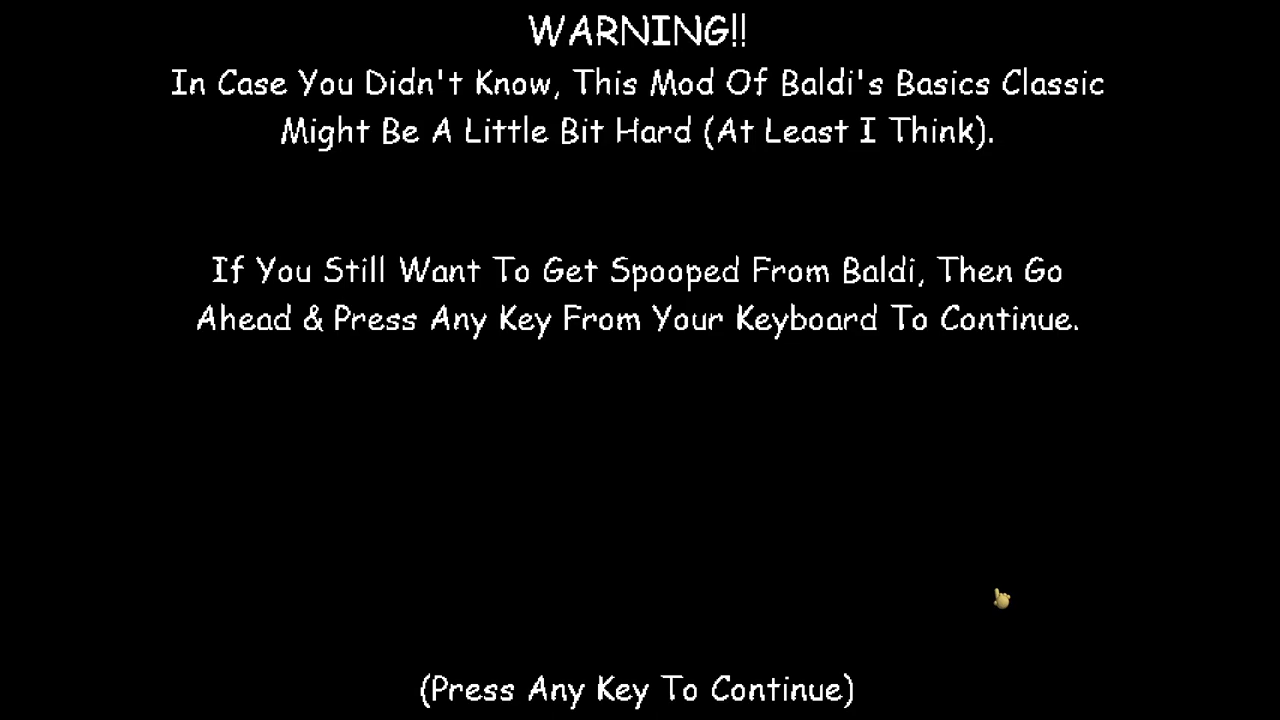 WARNING!!
In Case You Didn't Know, This Mod Of Baldi's Basics Classic
Might Be A Little Bit Hard (At Least I Think).
If You Still Want To Get Spooped From Baldi, Then Go
Ahead & Press Any Key From Your Keyboard To Continue.
(Press Any Key To Continue)